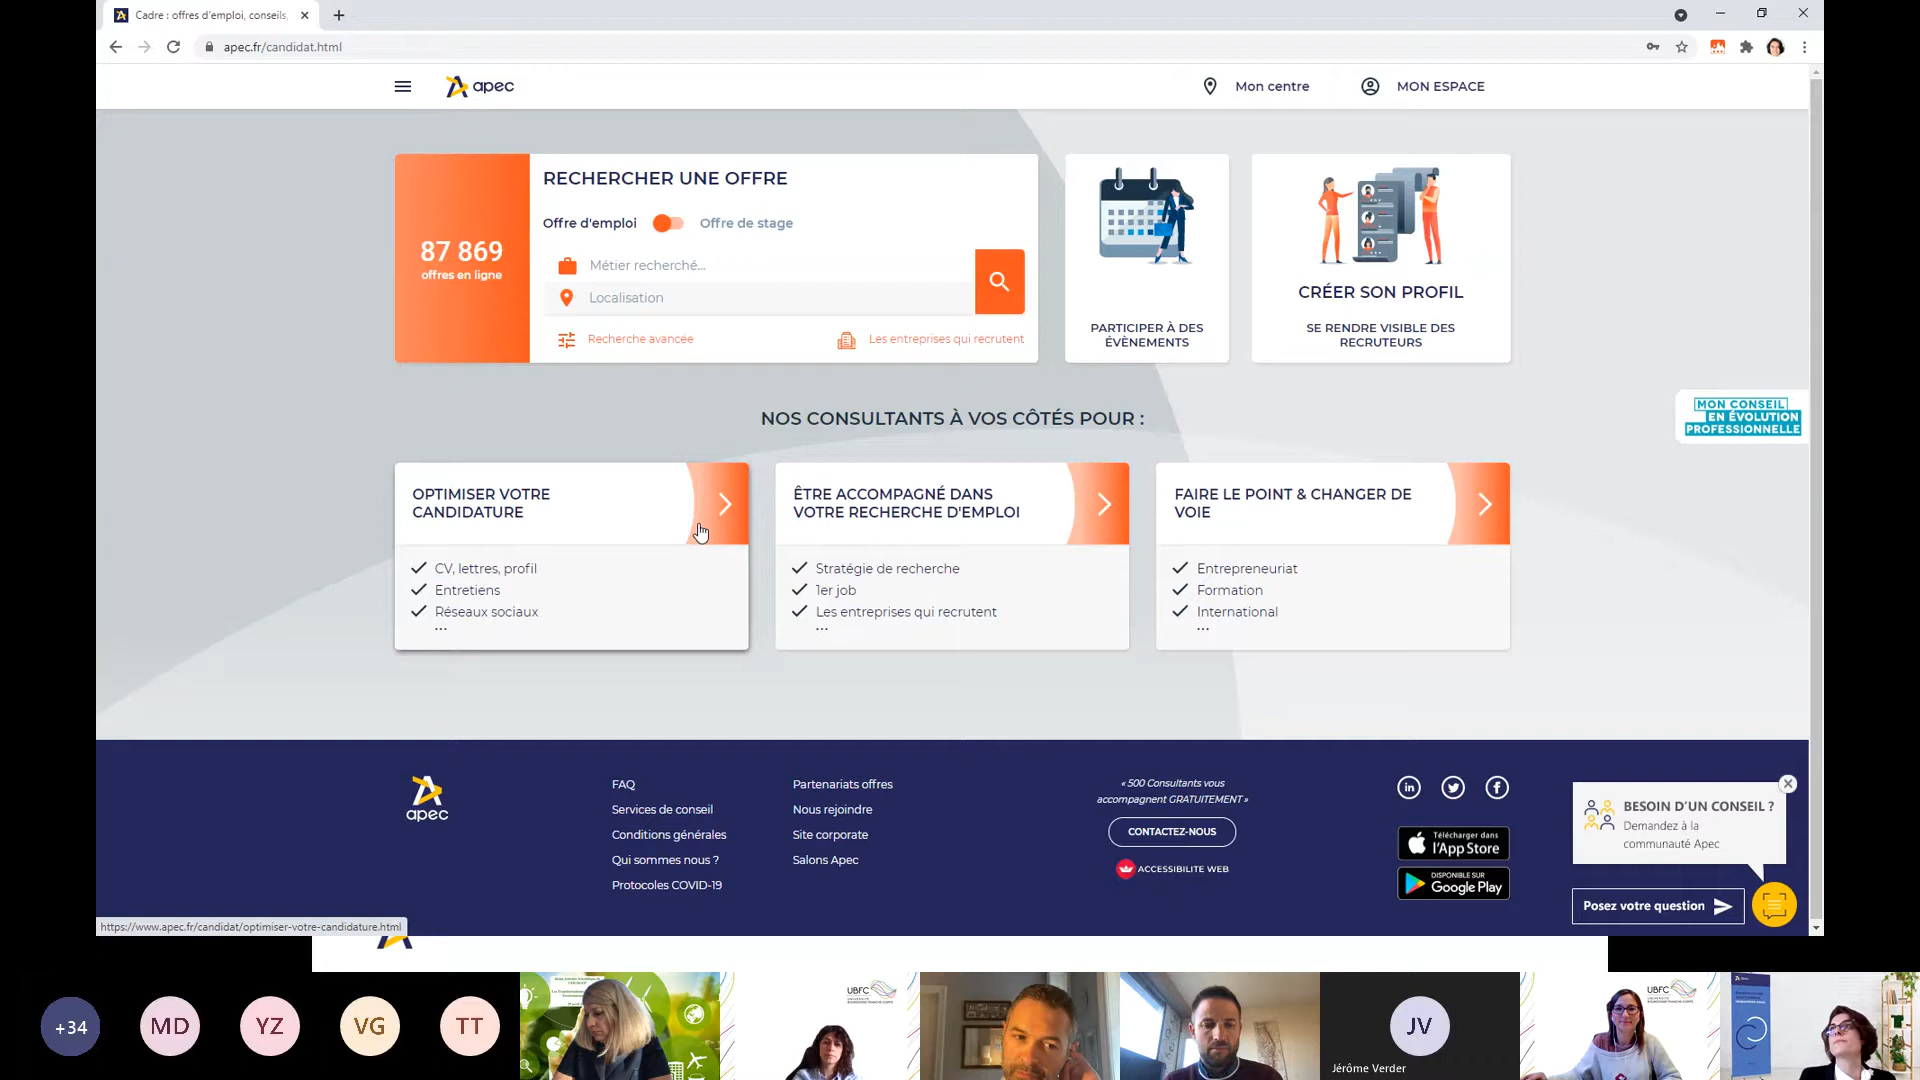 Cadre : offres d'emploi, conseils,
apec.fr/candidat.html
apec
Mon centre
MON ESPACE
87 869
offres en ligne
RECHERCHER UNE OFFRE
Offre d'emploi
Offre de stage
Métier recherché...
Localisation
Recherche avancée
Les entreprises qui recrutent
PARTICIPER À DES
ÉVÈNEMENTS
CRÉER SON PROFIL
SE RENDRE VISIBLE DES
RECRUTEURS
MON CONSEIL
EN ÉVOLUTION
PROFESSIONNELLE
NOS CONSULTANTS À VOS CÔTÉS POUR :
OPTIMISER VOTRE
CANDIDATURE
CV, lettres, profil
Entretiens
Réseaux sociaux
...
ÊTRE ACCOMPAGNÉ DANS
VOTRE RECHERCHE D'EMPLOI
Stratégie de recherche
1er job
Les entreprises qui recrutent
...
FAIRE LE POINT & CHANGER DE
VOIE
Entrepreneuriat
Formation
International
...
apec
FAQ
Services de conseil
Conditions générales
Qui sommes nous ?
Protocoles COVID-19
Partenariats offres
Nous rejoindre
Site corporate
Salons Apec
« 500 Consultants vous
accompagnent GRATUITEMENT »
CONTACTEZ-NOUS
ACCESSIBILITE WEB
in
f
Télécharger dans
l'App Store
DISPONIBLE SUR
Google Play
BESOIN D'UN CONSEIL ?
Demandez à la
communauté Apec
Posez votre question
https://www.apec.fr/candidat/optimiser-votre-candidature.html
+34
MD
YZ
VG
TT
UBFC
JV
Jérôme Verder
UBFC